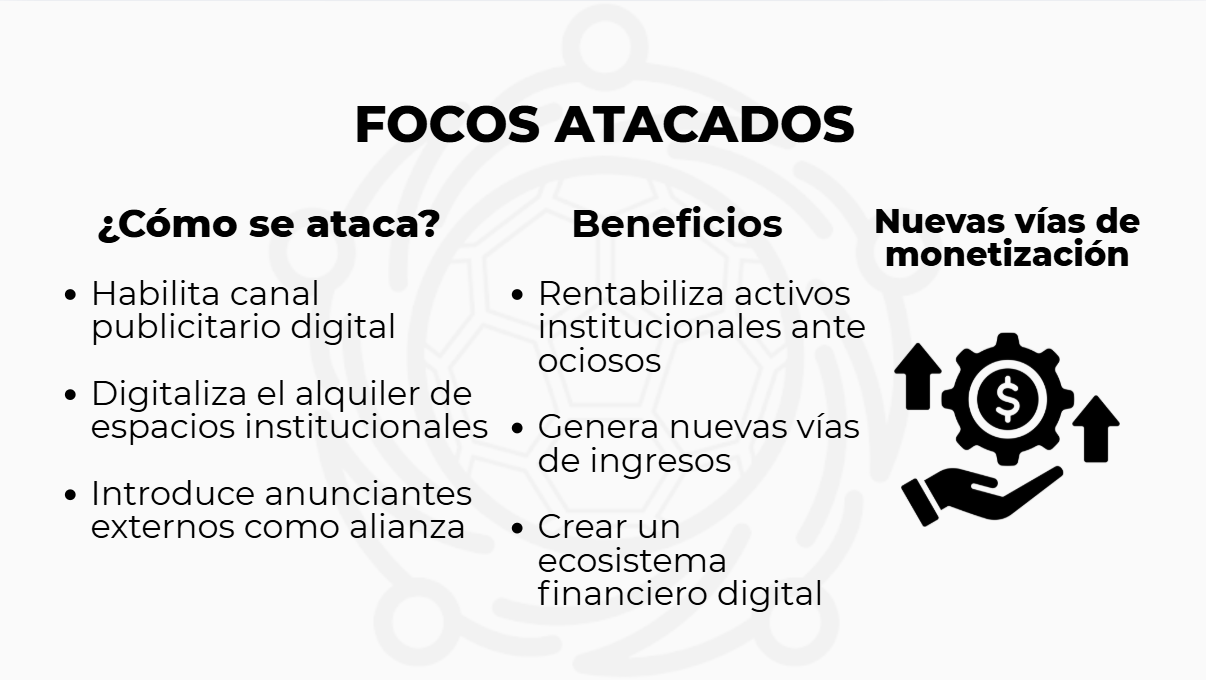 FOCOS ATACADOS
¿Cómo se ataca?
• Habilita canal
publicitario digital
• Digitaliza el alquiler de
espacios institucionales
• Introduce anunciantes
externos como alianza
Beneficios
• Rentabiliza activos
institucionales ante
ociosos
• Genera nuevas vías
de ingresos
• Crear un
ecosistema
financiero digital
Nuevas vías de
monetización
$